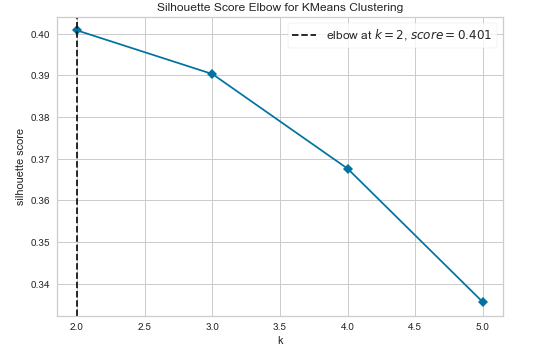 Silhouette Score Elbow for KMeans Clustering
elbow at k = 2, score = 0.401
0.40
0.39
0.38
0.37
0.36
0.35
0.34
silhouette score
2.0 2.5 3.0 3.5 4.0 4.5 5.0
k